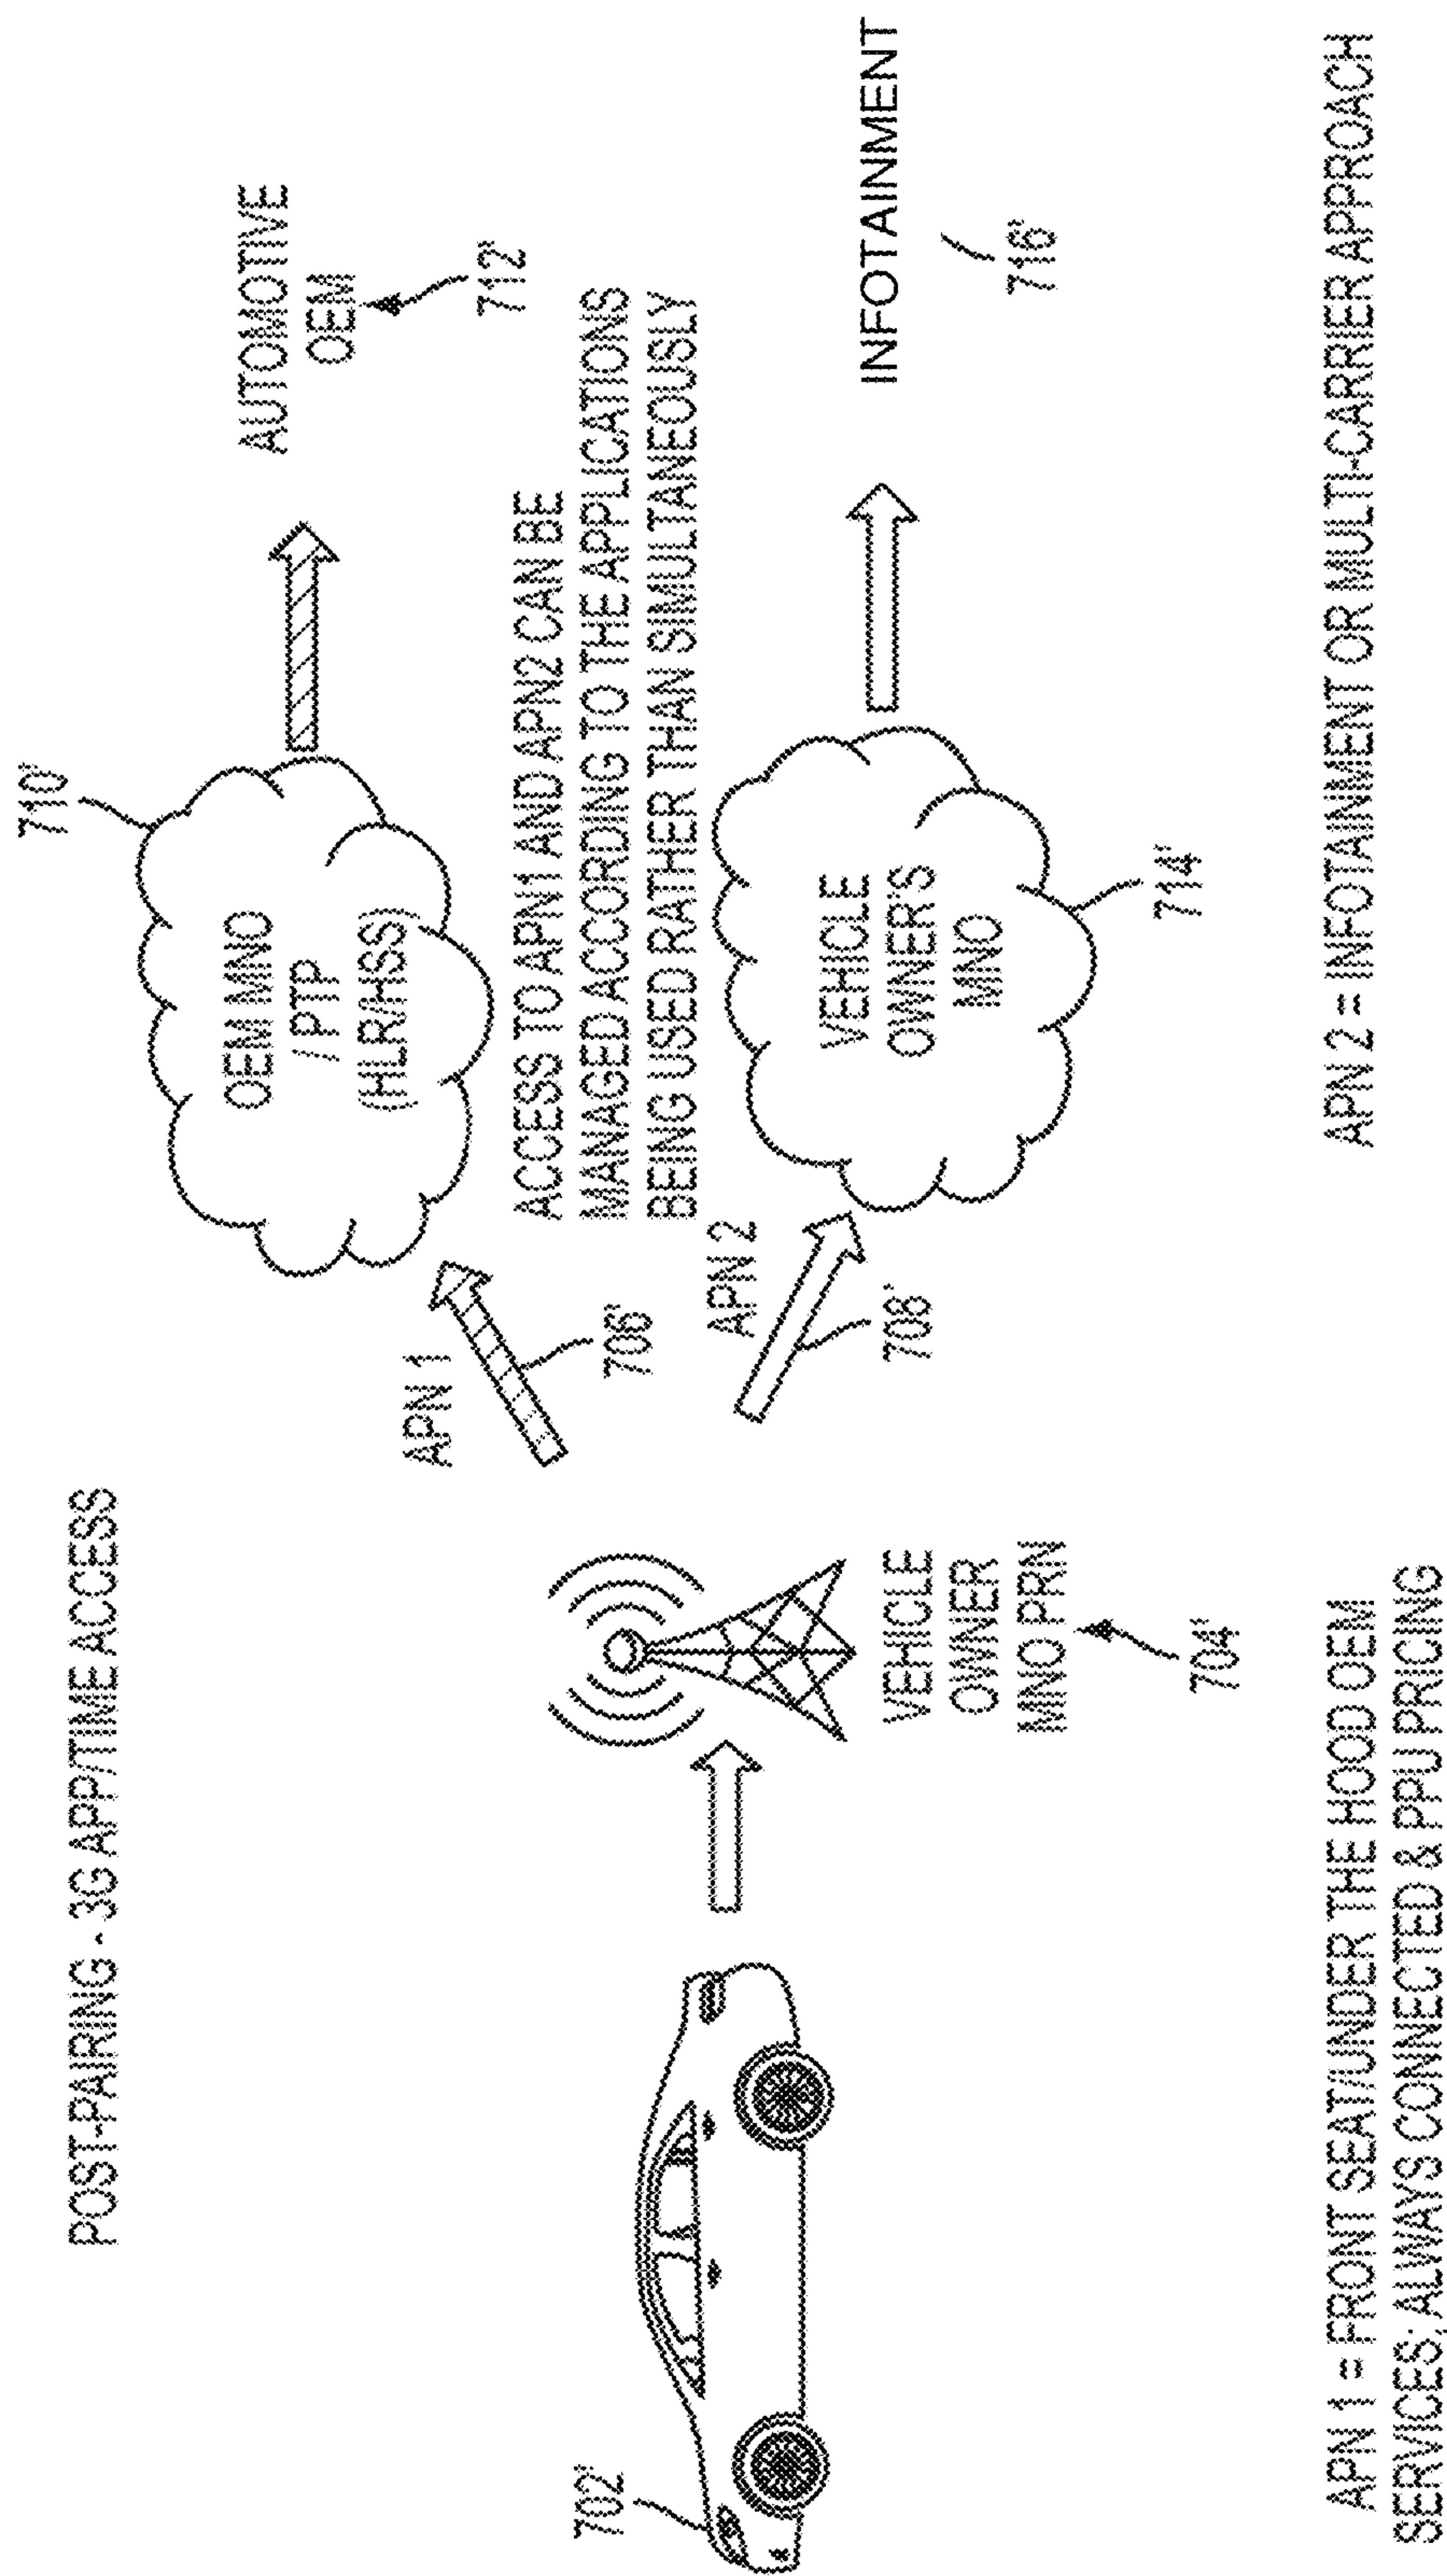 POST-PAIRING - 3G APP/TIME ACCESS
710'
OEM MNO
/ PTP
(HLR/HSS)
AUTOMOTIVE
OEM
712'
APN 1
706'
ACCESS TO APN1 AND APN2 CAN BE
MANAGED ACCORDING TO THE APPLICATIONS
BEING USED RATHER THAN SIMULTANEOUSLY
702'
VEHICLE
OWNER
MNO PRN
704'
APN 2
708'
VEHICLE
OWNER'S
MNO
714'
INFOTAINMENT
716'
APN 1 = FRONT SEAT/UNDER THE HOOD OEM
SERVICES; ALWAYS CONNECTED & PPU PRICING
APN 2 = INFOTAINMENT OR MULTI-CARRIER APPROACH